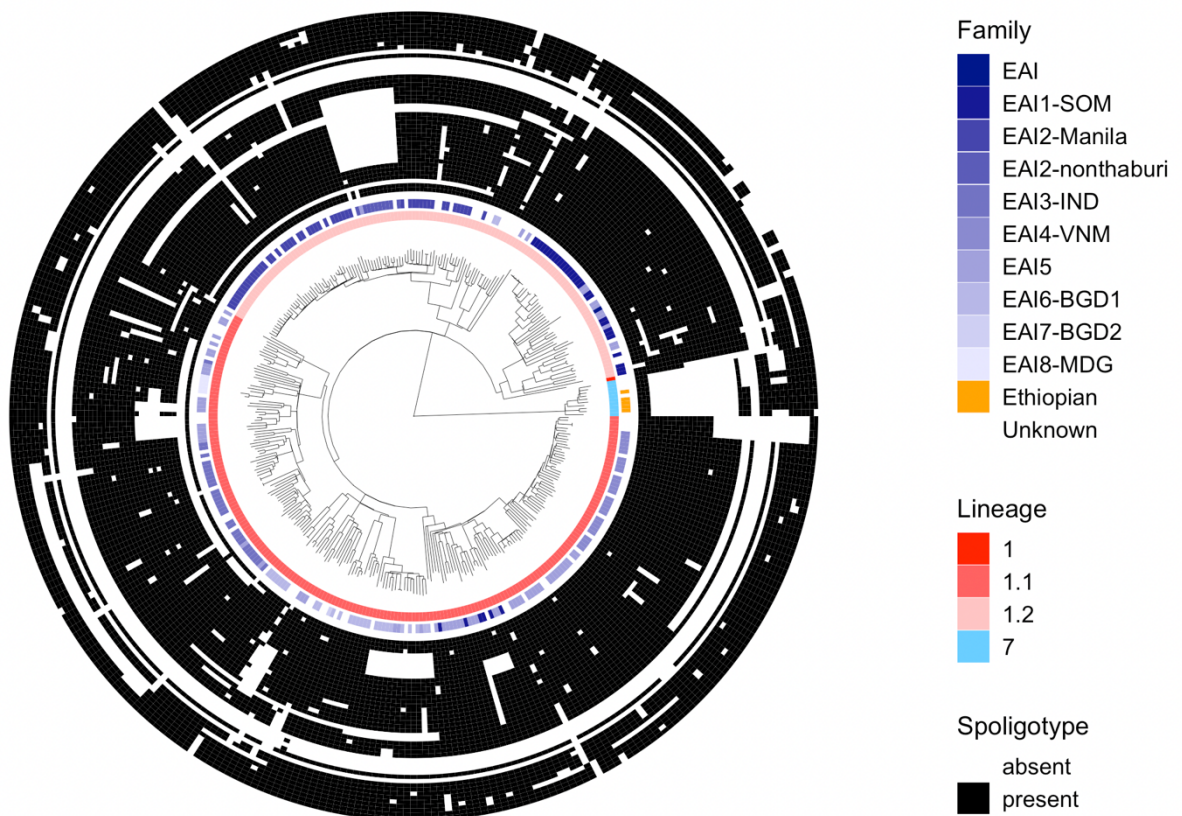 Family
EAI
EAI1-SOM
EAI2-Manila
EAI2-nonthaburi
EAI3-IND
EAI4-VNM
EAI5
EAI6-BGD1
EAI7-BGD2
EAI8-MDG
Ethiopian
Unknown
Lineage
1
1.1
1.2
7
Spoligotype
absent
present